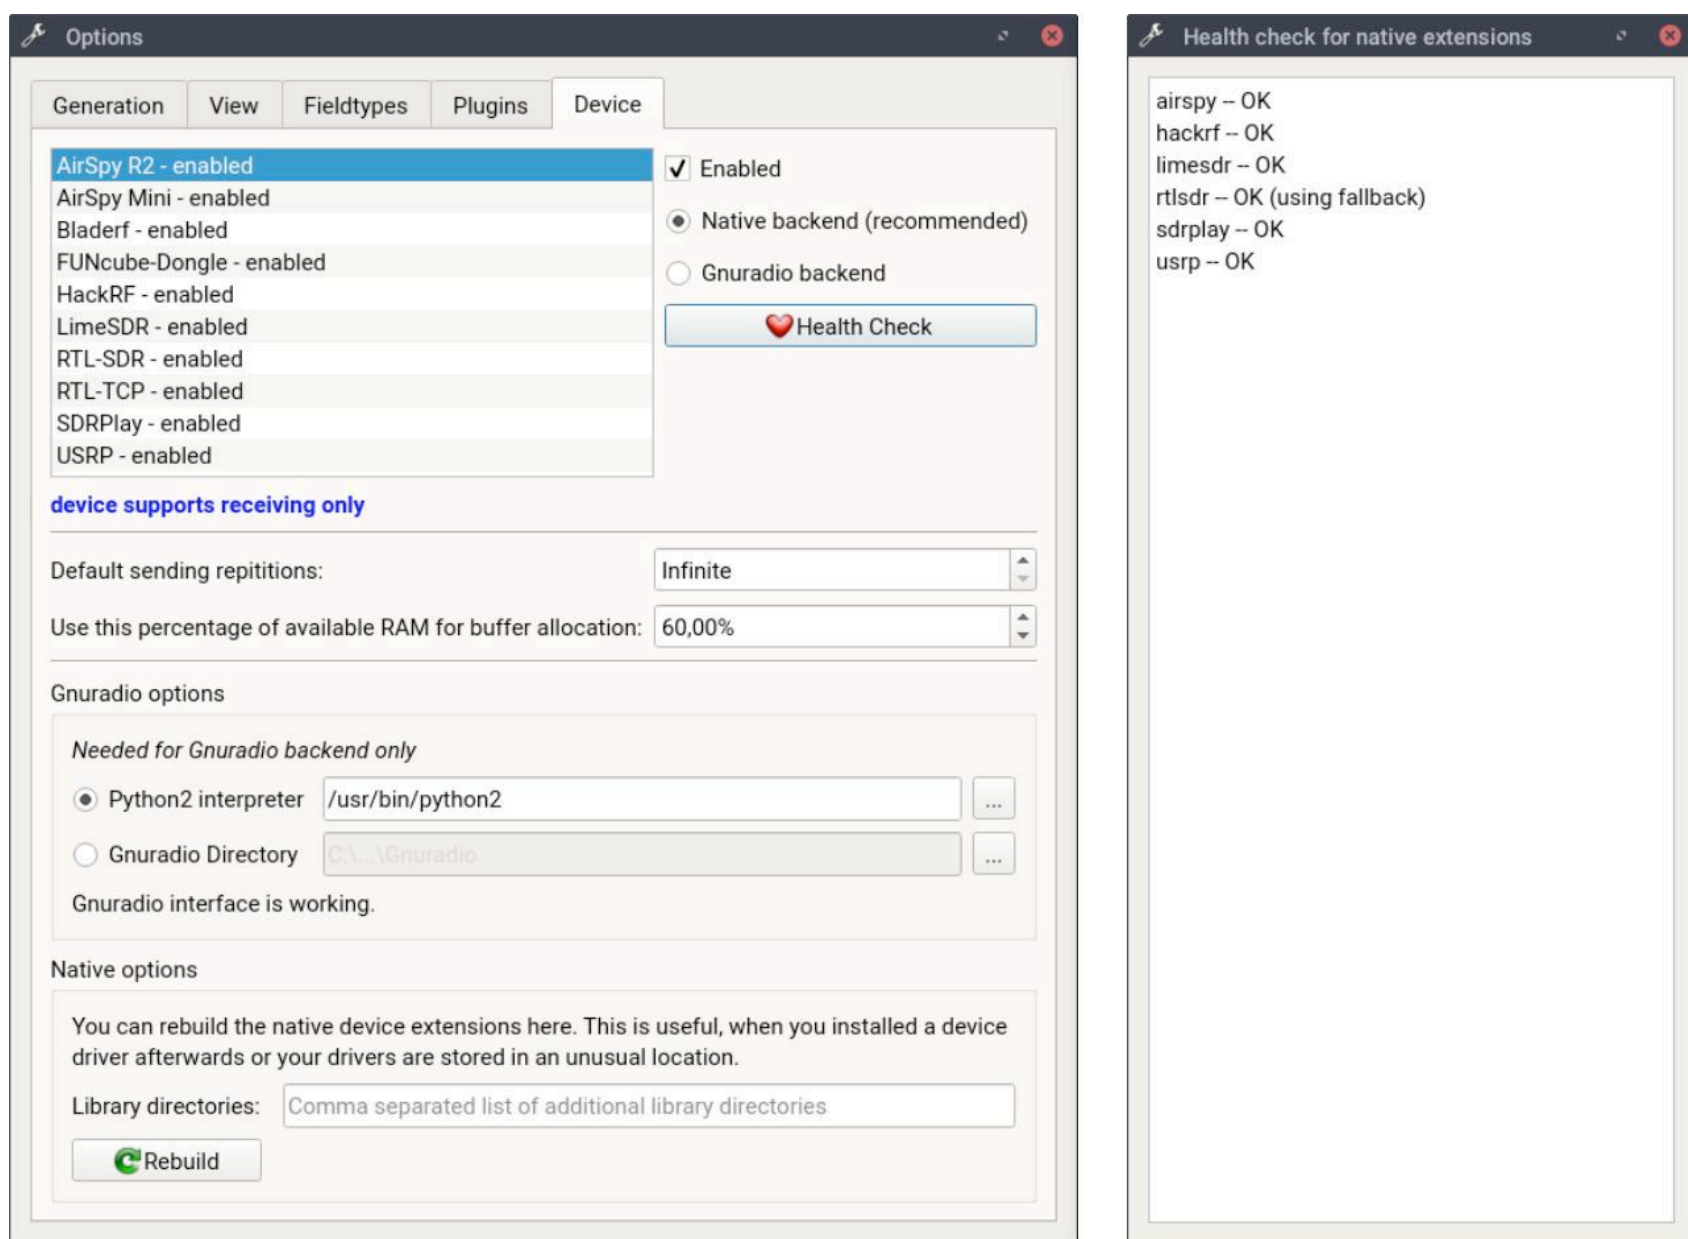 Options
Generation
View
Fieldtypes
Plugins
Device
AirSpy R2 - enabled
AirSpy Mini - enabled
Bladerf - enabled
FUNcube-Dongle - enabled
HackRF - enabled
LimeSDR - enabled
RTL-SDR - enabled
RTL-TCP - enabled
SDRPlay - enabled
USRP - enabled
Enabled
Native backend (recommended)
Gnuradio backend
Health Check
device supports receiving only
Default sending repititions:
Infinite
Use this percentage of available RAM for buffer allocation:
60,00%
Gnuradio options
Needed for Gnuradio backend only
Python2 interpreter
/usr/bin/python2
...
Gnuradio Directory
C:\...\Gnuradio
...
Gnuradio interface is working.
Native options
You can rebuild the native device extensions here. This is useful, when you installed a device
driver afterwards or your drivers are stored in an unusual location.
Library directories:
Comma separated list of additional library directories
Rebuild
Health check for native extensions
airspy -- OK
hackrf -- OK
limesdr -- OK
rtlsdr -- OK (using fallback)
sdrplay -- OK
usrp -- OK